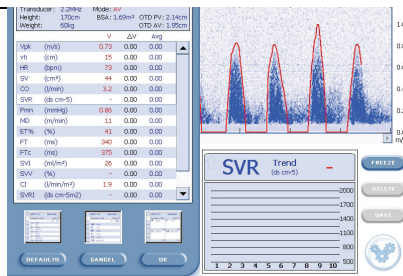 Transducer: 2.2MHz Mode: AV
Height: 170cm BSA: 1.69m² OTD PV: 2.14cm
Weight: 60kg OTD AV: 1.95cm
V ΔV Avg
Vpk (m/s) 0.73 0.00 0.00
vti (cm) 15 0.00 0.00
HR (bpm) 73 0.00 0.00
SV (cm³) 44 0.00 0.00
CO (l/min) 3.2 0.00 0.00
SVR (ds cm-5) - 0.00 0.00
Pmn (mmHg) 0.86 0.00 0.00
MD (m/min) 11 0.00 0.00
ET% (%) 41 0.00 0.00
FT (ms) 340 0.00 0.00
FTc (ms) 375 0.00 0.00
SVI (ml/m²) 26 0.00 0.00
SVV (%) - 0.00 0.00
CI (l/min/m²) 1.9 0.00 0.00
SVRI (ds cm-5m2) - 0.00 0.00
DEFAULTS CANCEL OK
m/
SVR Trend -
(ds cm-5)
2000
1700
1400
1100
800
500
1 2 3 4 5 6 7 8 9 10
FREEZE
DELETE
SAVE